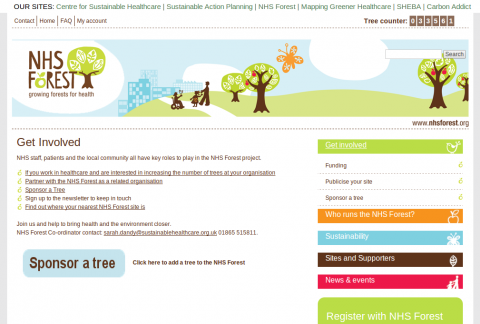 OUR SITES: Centre for Sustainable Healthcare | Sustainable Action Planning | NHS Forest | Mapping Greener Healthcare | SHEBA | Carbon Addict
Contact | Home | FAQ | My account
Tree counter: 033561
NHS
FOREST
growing forests for health
Search
www.nhsforest.org
Get Involved
NHS staff, patients and the local community all have key roles to play in the NHS Forest project.
If you work in healthcare and are interested in increasing the number of trees at your organisation
Partner with the NHS Forest as a related organisation
Sponsor a Tree
Sign up to the newsletter to keep in touch
Find out where your nearest NHS Forest site is
Join us and help to bring health and the environment closer.
NHS Forest Co-ordinator contact: sarah.dandy@sustainablehealthcare.org.uk 01865 515811.
Sponsor a tree
Click here to add a tree to the NHS Forest
Get involved
Funding
Publicise your site
Sponsor a Tree
Who runs the NHS Forest?
Sustainability
Sites and Supporters
News & events
Register with NHS Forest